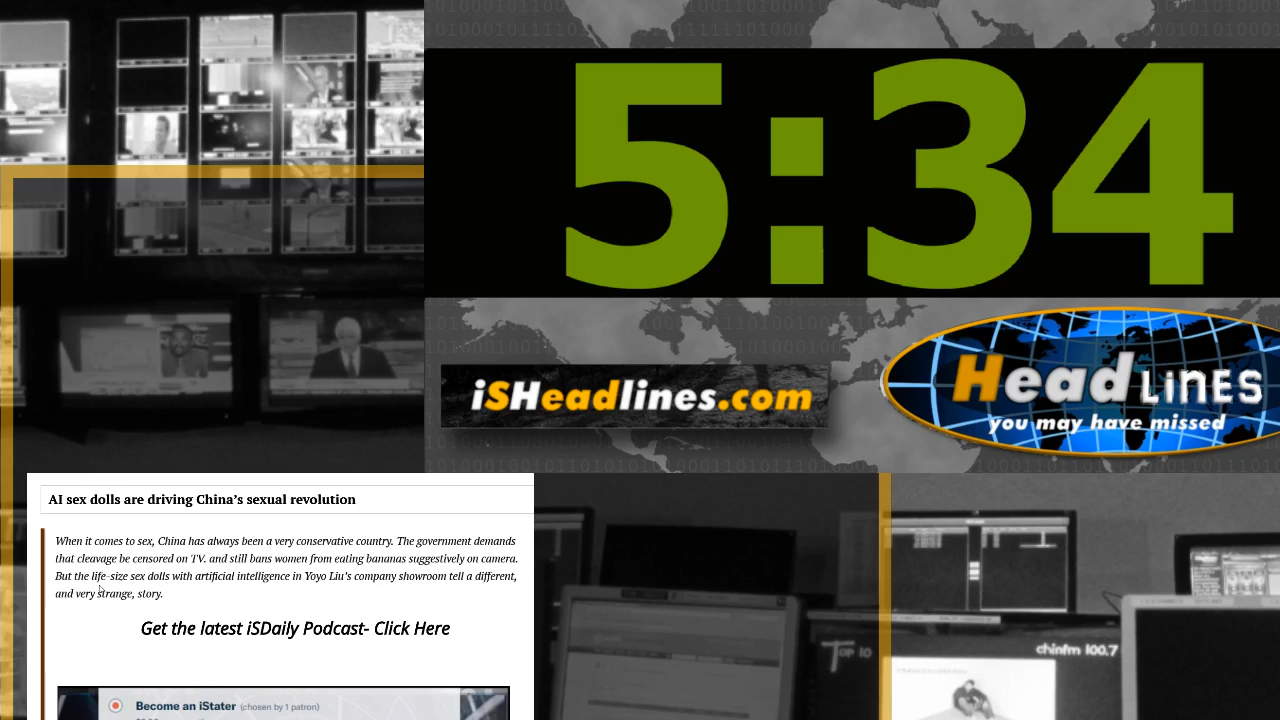 5:34
iSHeadlines.com
HeadLINES
you may have missed
AI sex dolls are driving China’s sexual revolution
When it comes to sex, China has always been a very conservative country. The government demands
that cleavage be censored on TV. and still bans women from eating bananas suggestively on camera.
But the life-size sex dolls with artificial intelligence in Yoyo Liu’s company showroom tell a different,
and very strange, story.
Get the latest iSDaily Podcast- Click Here
Become an iStater (chosen by 1 patron)
Top 10
chinfm 100.7